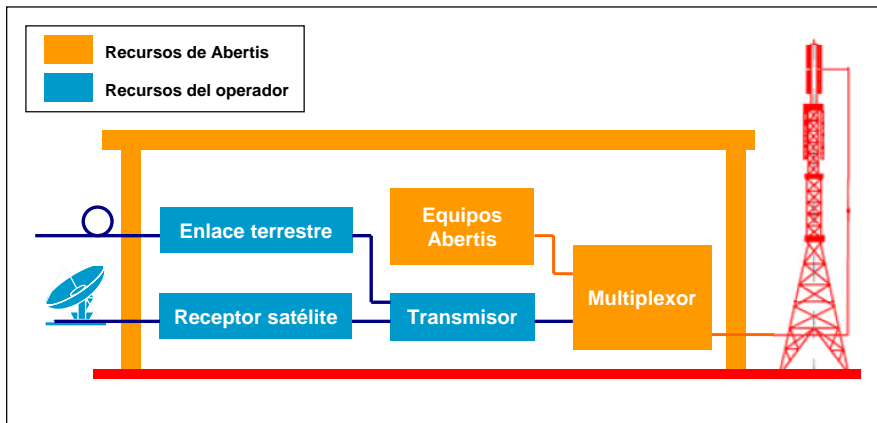 Recursos de Abertis
Recursos del operador
Equipos
Abertis
Enlace terrestre
Multiplexor
Receptor satélite
Transmisor